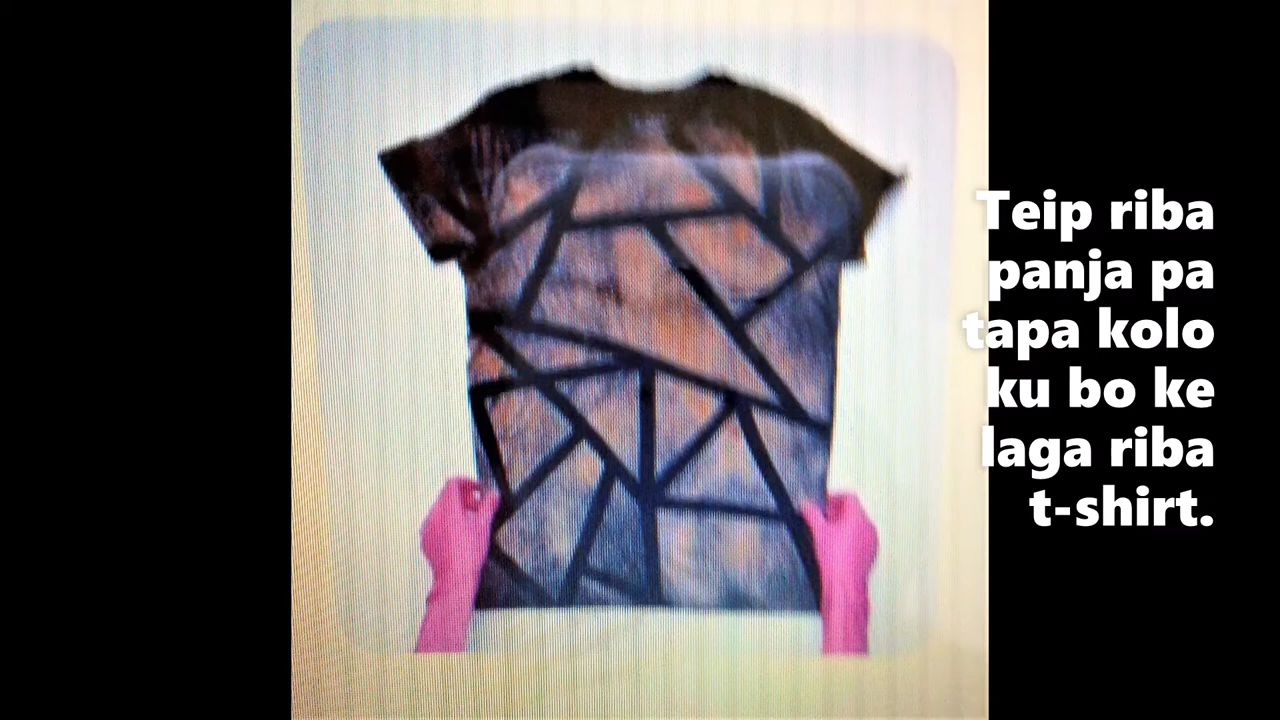 Teip riba
panja pa
tapa kolo
ku bo ke
laga riba
t-shirt.